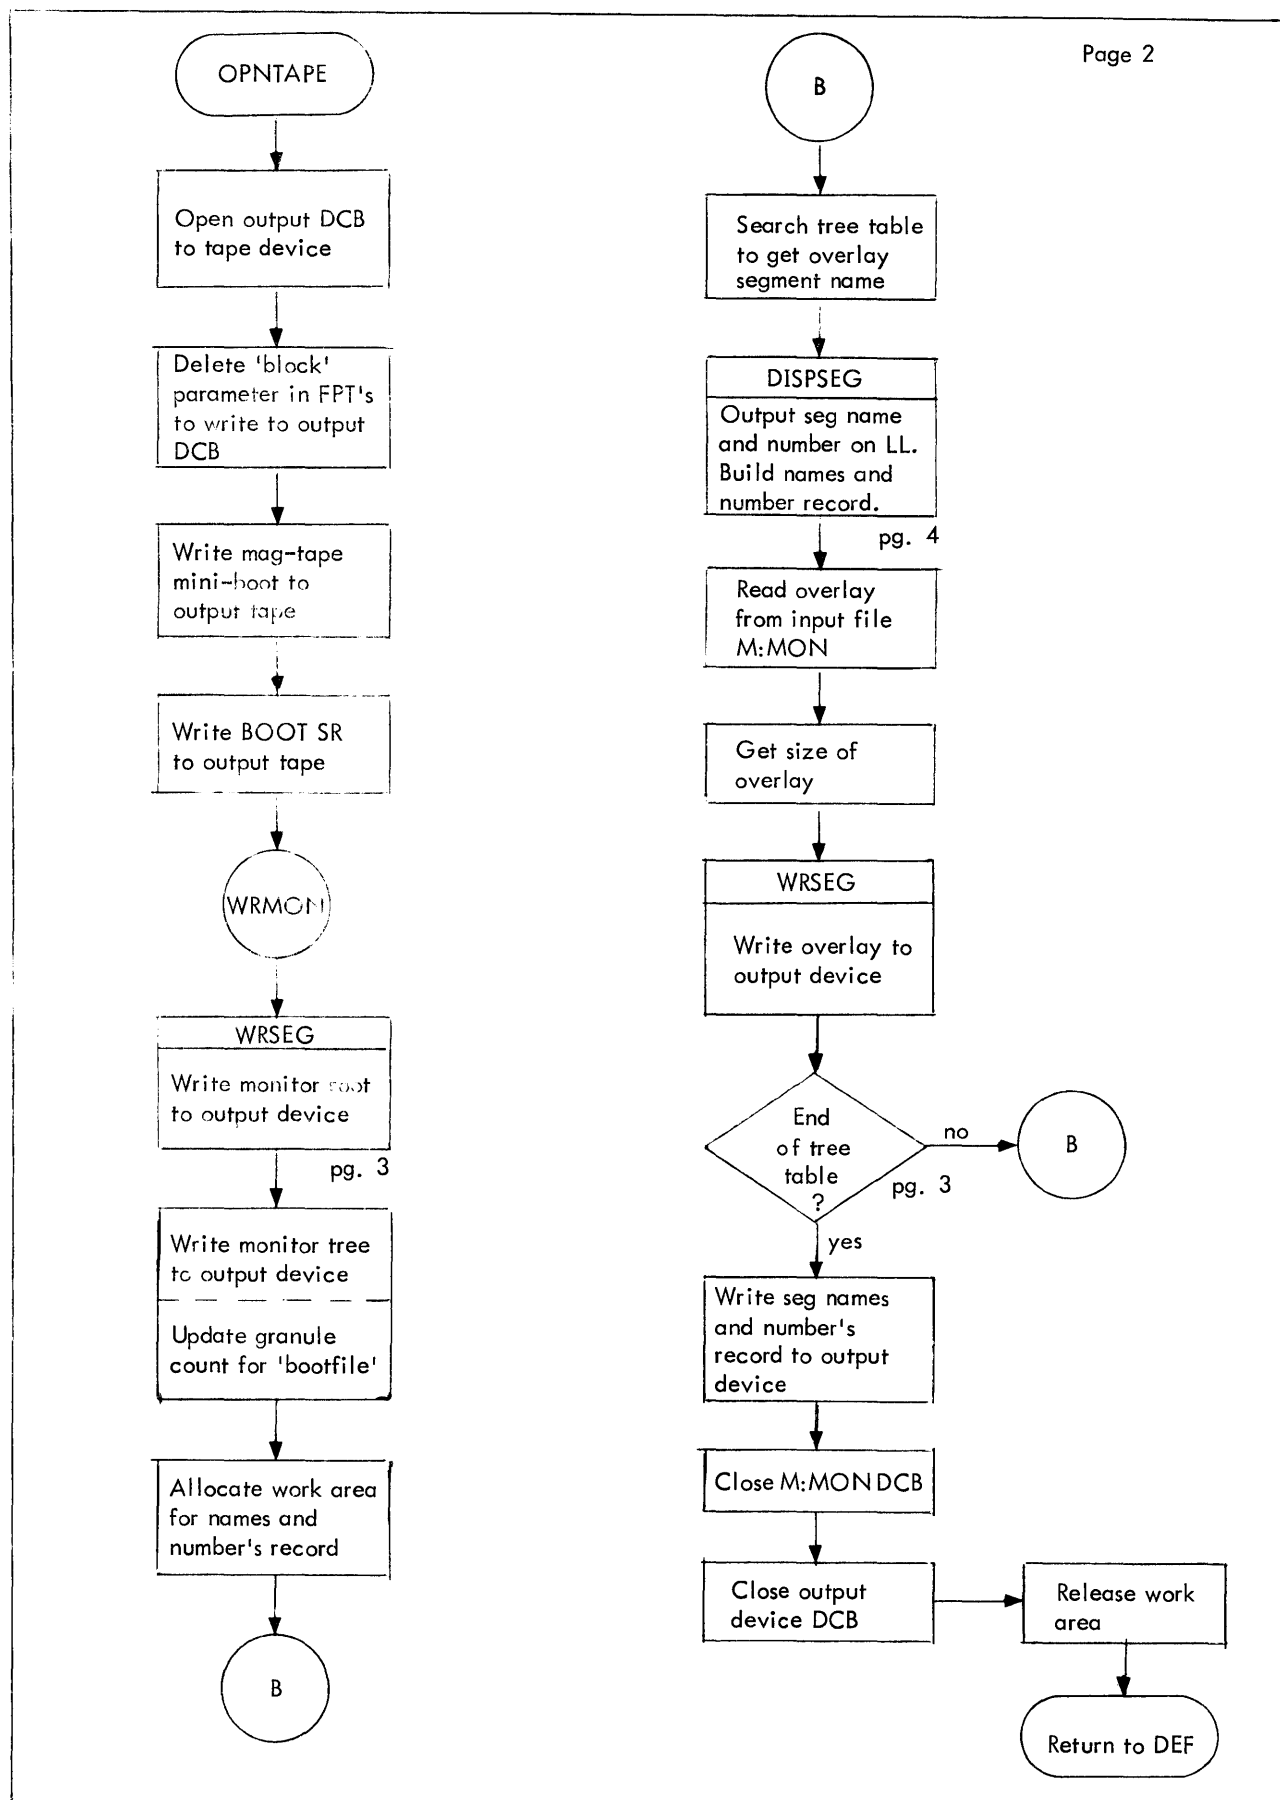 Page 2
OPNTAPE
Open output DCB
to tape device
Delete 'block'
parameter in FPT's
to write to output
DCB
Write mag-tape
mini-boot to
output tape
Write BOOT SR
to output tape
WRMON
WRSEG
Write monitor root
to output device
pg. 3
Write monitor tree
to output device
Update granule
count for 'bootfile'
Allocate work area
for names and
number's record
B
B
Search tree table
to get overlay
segment name
DISPSEG
Output seg name
and number on LL.
Build names and
number record.
pg. 4
Read overlay
from input file
M:MON
Get size of
overlay
WRSEG
Write overlay to
output device
End
of tree
table
?
pg. 3
no
B
yes
Write seg names
and number's
record to output
device
Close M:MON DCB
Close output
device DCB
Release work
area
Return to DEF